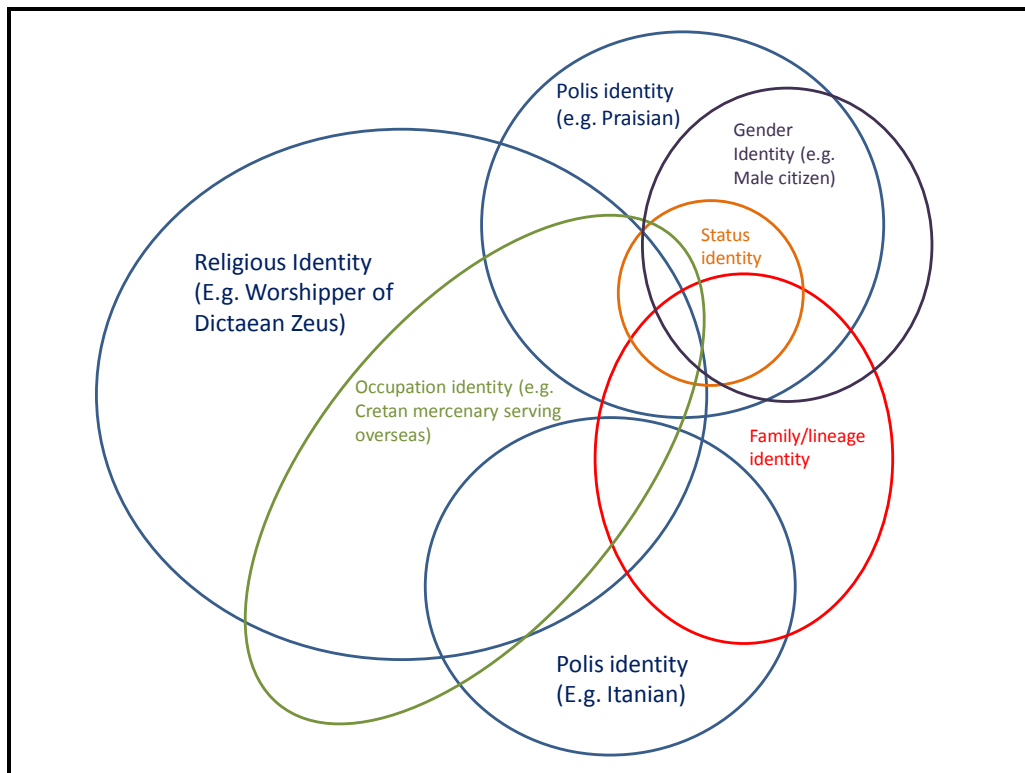 Polis identity
(e.g. Praisian)
Gender
Identity (e.g.
Male citizen)
Status
identity
Religious Identity
(E.g. Worshipper of
Dictaean Zeus)
Occupation identity (e.g.
Cretan mercenary serving
overseas)
Family/lineage
identity
Polis identity
(E.g. Itanian)